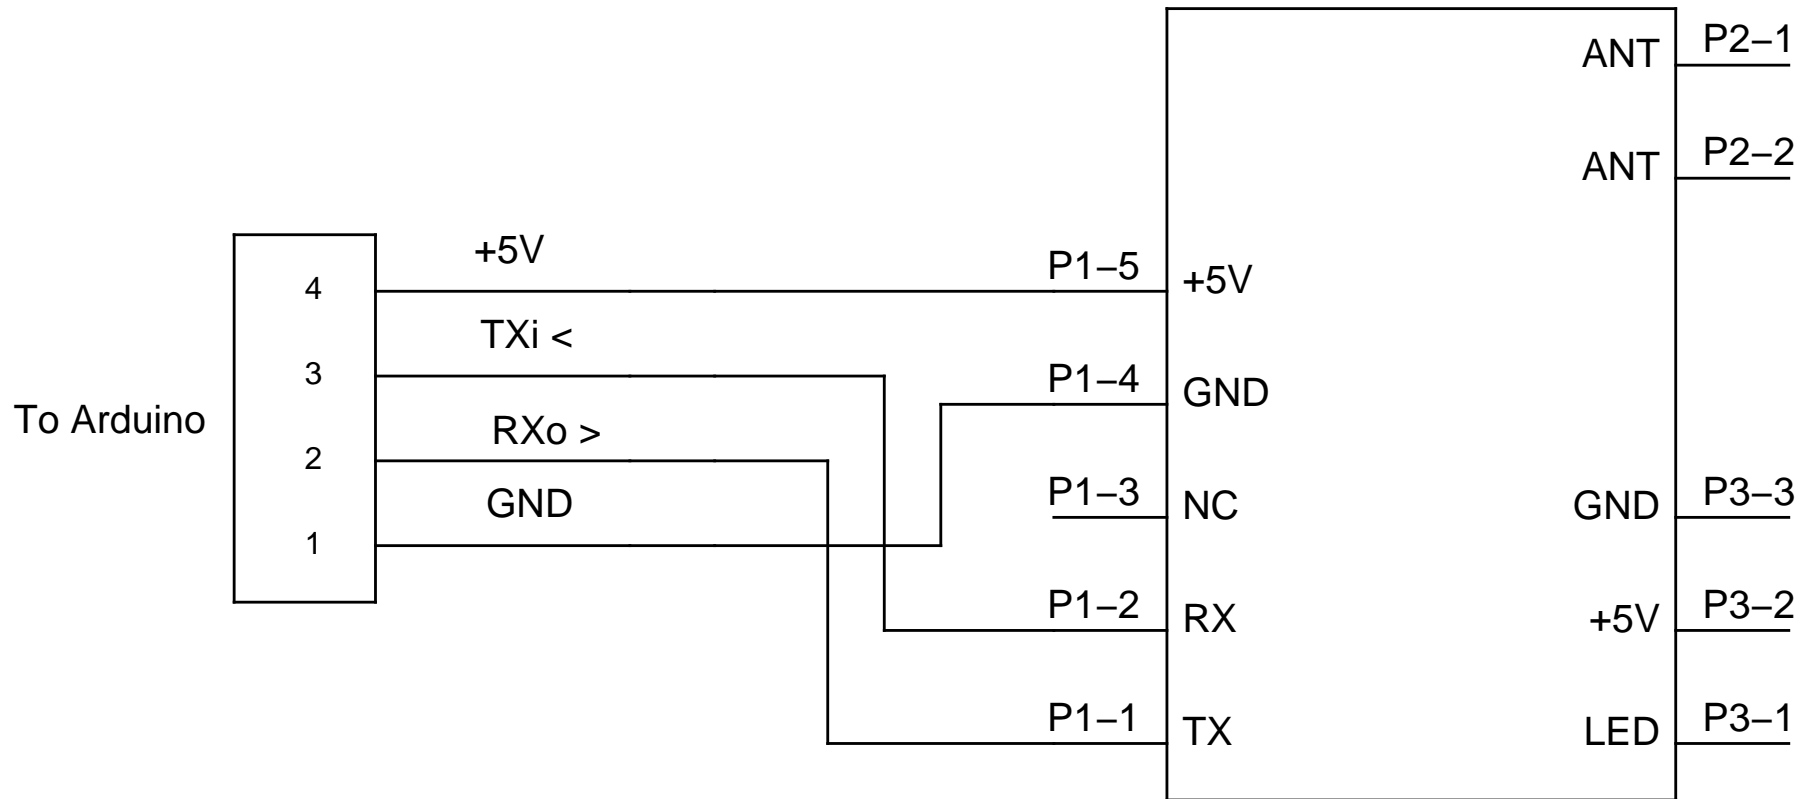 To Arduino
4
3
2
1
+5V
TXi <
RXo >
GND
P1–5
P1–4
P1–3
P1–2
P1–1
+5V
GND
NC
RX
TX
ANT
ANT
GND
+5V
LED
P2–1
P2–2
P3–3
P3–2
P3–1